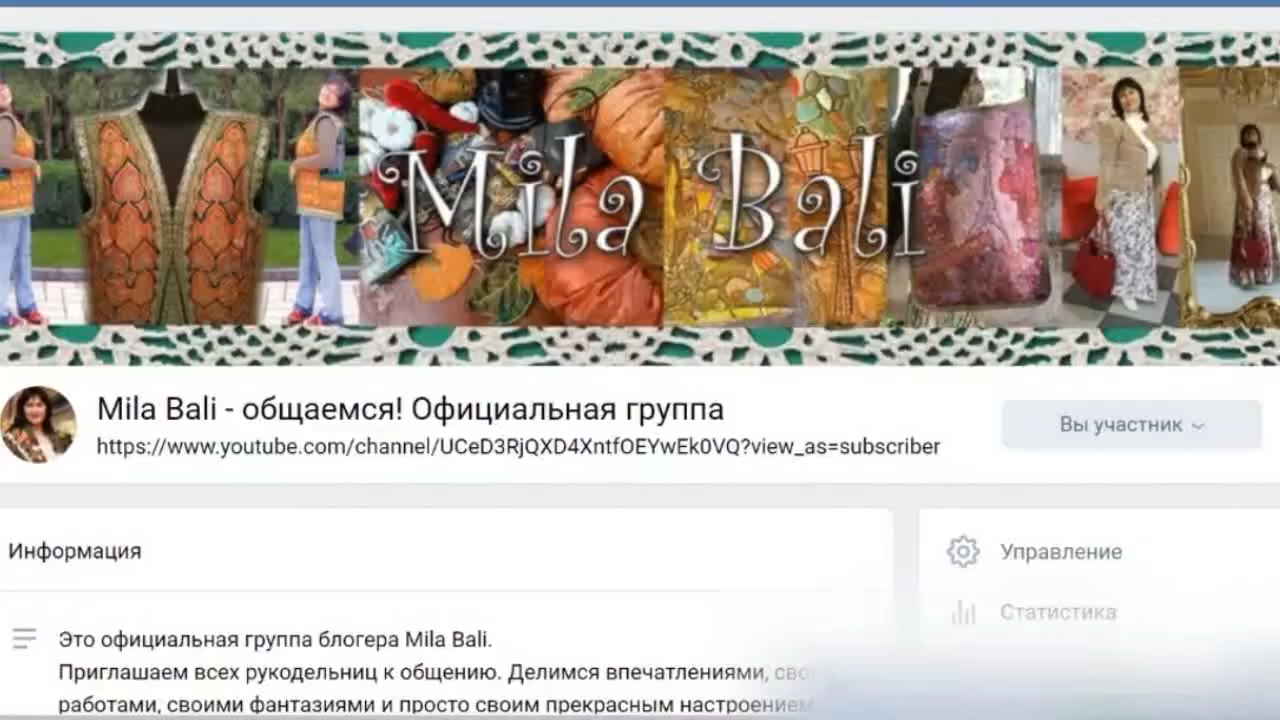 Mila Bali
Mila Bali - общаемся! Официальная группа
https://www.youtube.com/channel/UCeD3RjQXD4XntfOEYwEk0VQ?view_as=subscriber
Вы участник
Информация
Управление
Статистика
Это официальная группа блогера Mila Bali.
Приглашаем всех рукодельниц к общению. Делимся впечатлениями,
работами, своими фантазиями и просто своим прекрасным настроением